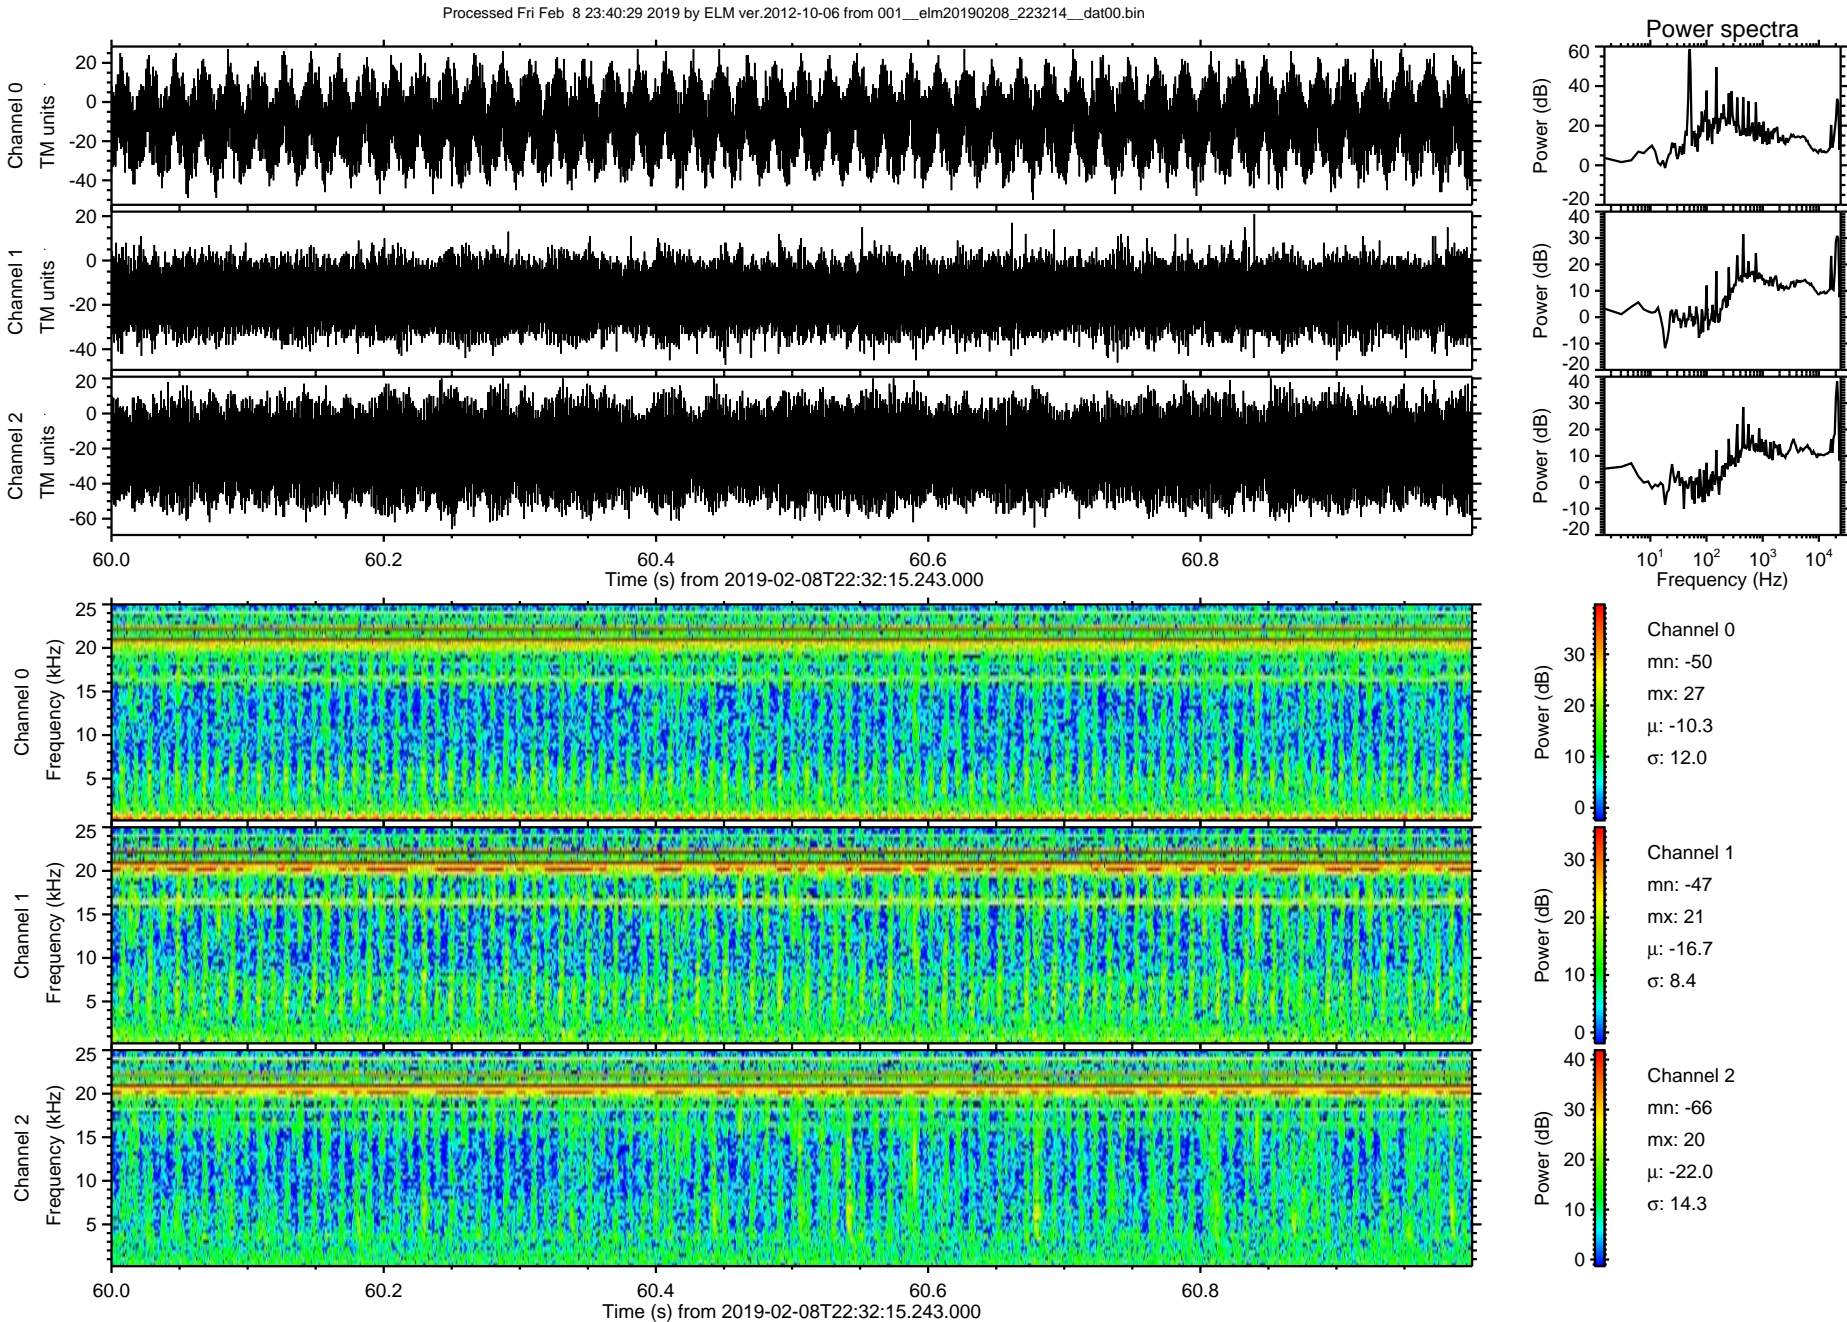 Processed Fri Feb  8 23:40:29 2019 by ELM ver.2012-10-06 from 001__elm20190208_223214__dat00.bin
Power spectra
Channel 0
TM units
20
0
-20
-40
Power (dB)
60
40
20
0
-20
Channel 1
TM units
20
0
-20
-40
Power (dB)
40
30
20
10
0
-10
-20
Channel 2
TM units
20
0
-20
-40
-60
Power (dB)
40
30
20
10
0
-10
-20
60.0 60.2 60.4 60.6 60.8
Time (s) from 2019-02-08T22:32:15.243.000
10^1 10^2 10^3 10^4
Frequency (Hz)
Channel 0
Frequency (kHz)
25
20
15
10
5
Power (dB)
30
20
10
0
Channel 0
mn: -50
mx: 27
μ: -10.3
σ: 12.0
Channel 1
Frequency (kHz)
25
20
15
10
5
Power (dB)
30
20
10
0
Channel 1
mn: -47
mx: 21
μ: -16.7
σ: 8.4
Channel 2
Frequency (kHz)
25
20
15
10
5
Power (dB)
40
30
20
10
0
Channel 2
mn: -66
mx: 20
μ: -22.0
σ: 14.3
60.0 60.2 60.4 60.6 60.8
Time (s) from 2019-02-08T22:32:15.243.000